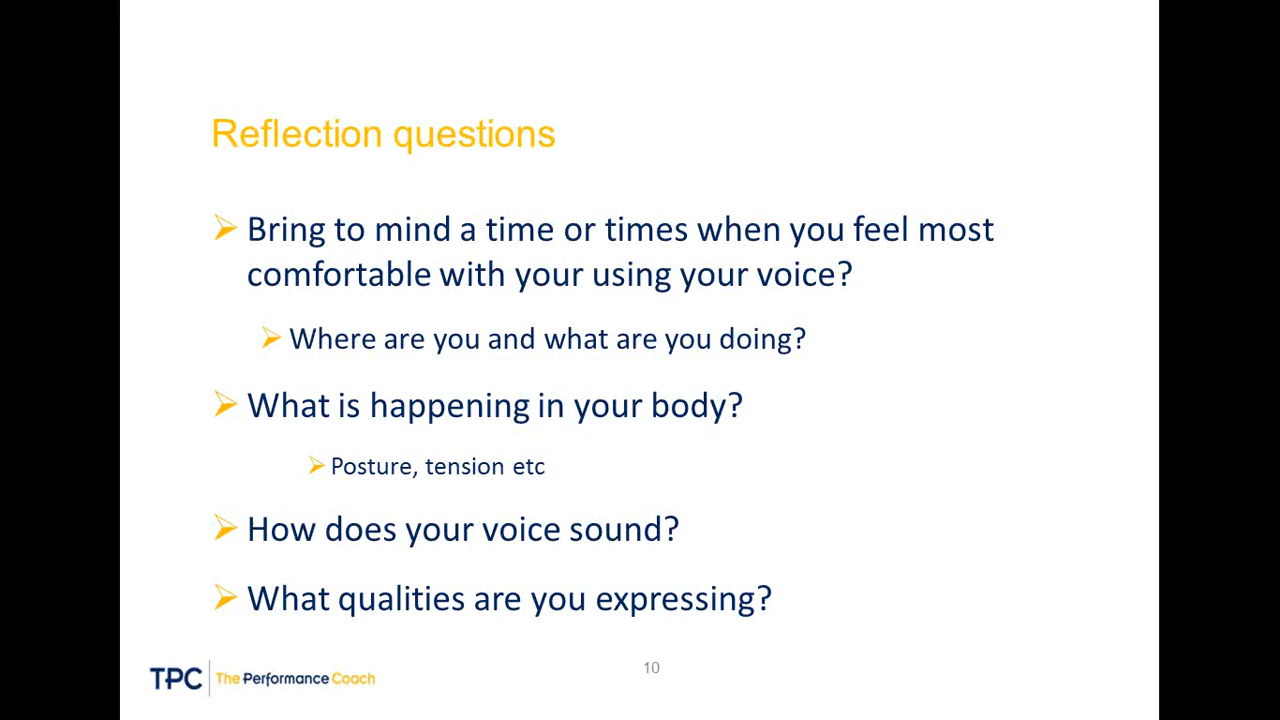 Reflection questions
Bring to mind a time or times when you feel most
comfortable with your using your voice?
Where are you and what are you doing?
What is happening in your body?
Posture, tension etc
How does your voice sound?
What qualities are you expressing?
TPC The Performance Coach
10